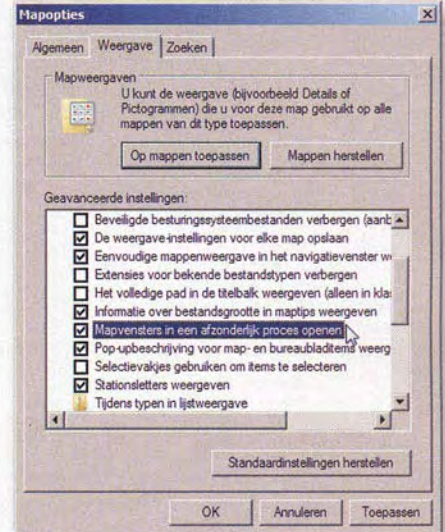 Mapopties
Algemeen Weergave Zoeken
Mapweergaven
U kunt de weergave (bijvoorbeeld Details of
Pictogrammen) die u voor deze map gebruikt op alle
mappen van dit type toepassen.
Op mappen toepassen Mappen herstellen
Geavanceerde instellingen:
Beveiligde besturingssysteembestanden verbergen (aanb
De weergave-instellingen voor elke map opslaan
Eenvoudige mappenweergave in het navigatievenster w
Extensies voor bekende bestandstypen verbergen
Het volledige pad in de titelbalk weergeven (alleen in klas
Informatie over bestandsgrootte in maptips weergeven
Mapvensters in een afzonderlijk proces openen
Pop-upbeschrijving voor map- en bureaubladitems weerg
Selectievakjes gebruiken om items te selecteren
Stationsletters weergeven
Tijdens typen in lijstweergave
Standaardinstellingen herstellen
OK Annuleren Toepassen